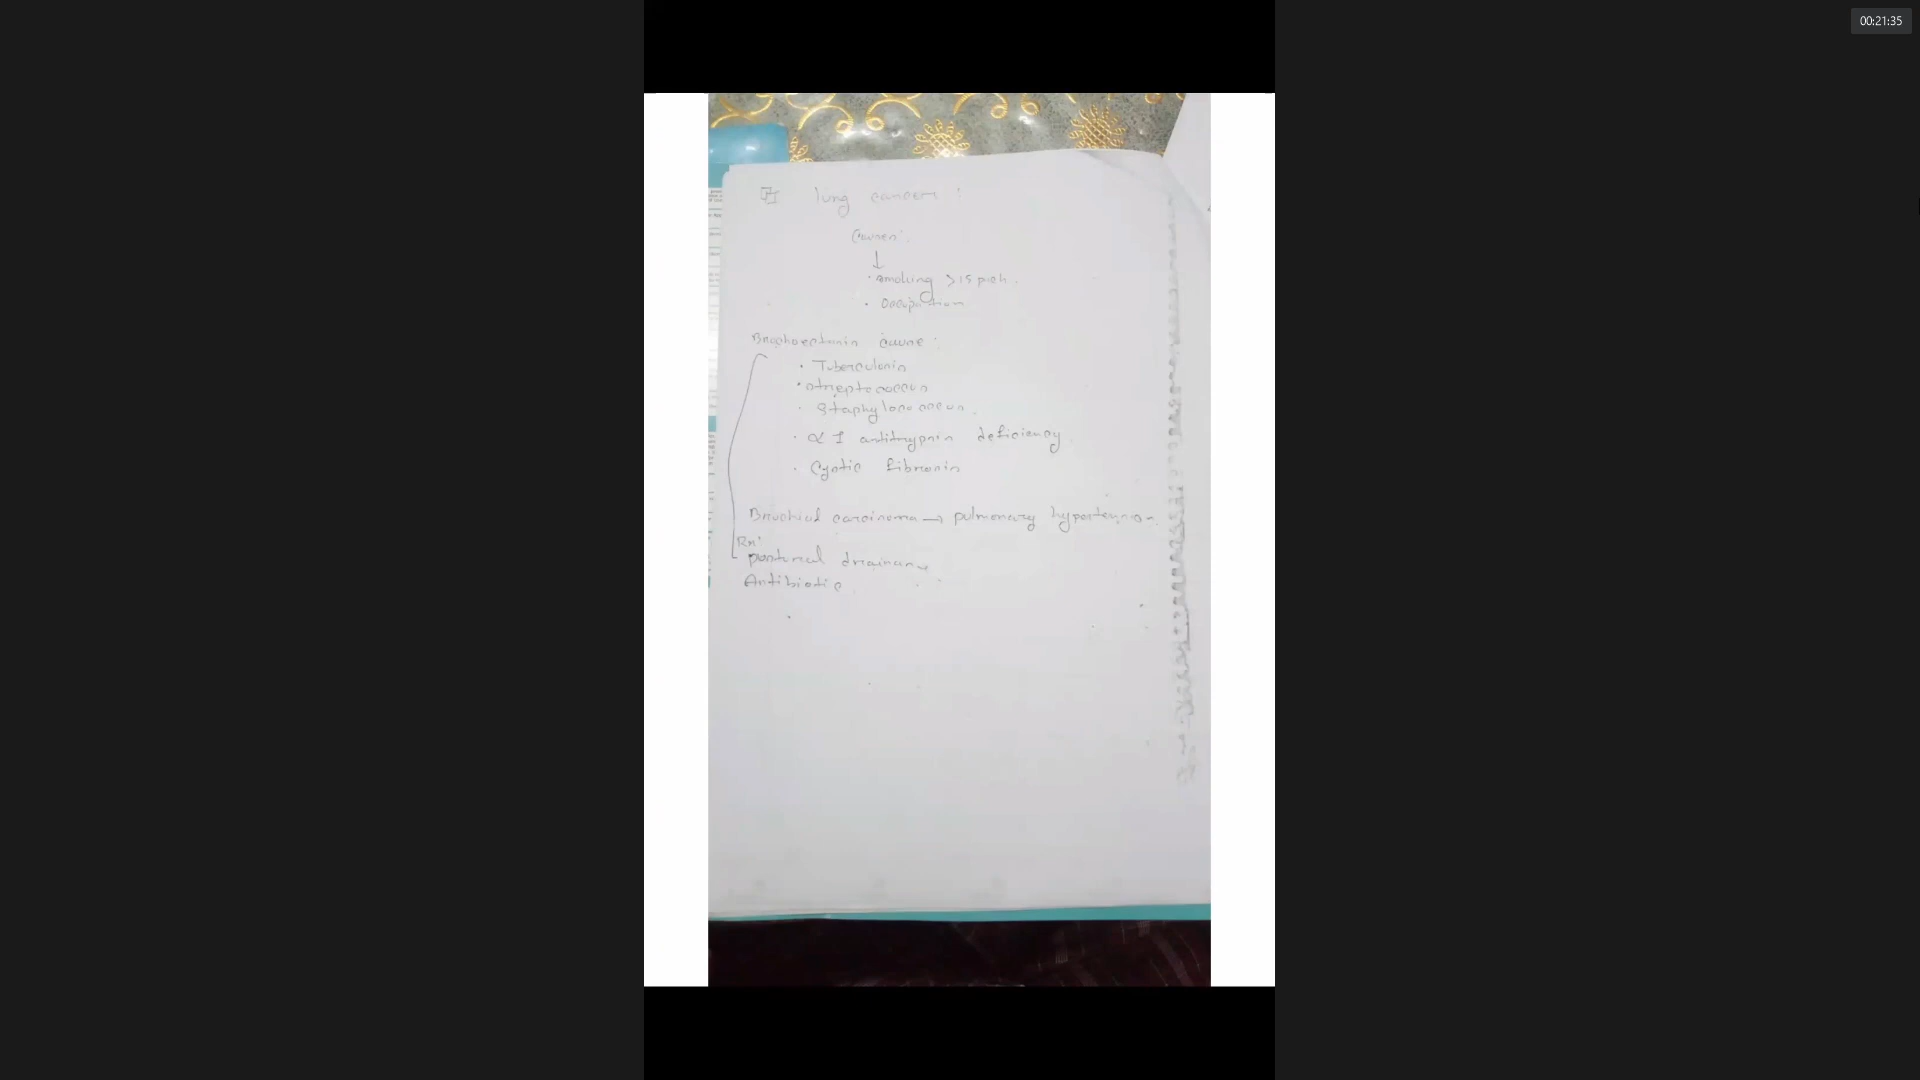 00:21:35
lung cancer:
Causes:
↓
• smoking >15 pack.
• Occupation
Bronchoectasis cause:
• Tuberculosis
• streptococcus
• Staphylococcus.
• α 1 antitrypsin deficiency
• Cystic fibrosis
Bronchial carcinoma → pulmonary hypertension.
Rx:
postural drainage
Antibiotic